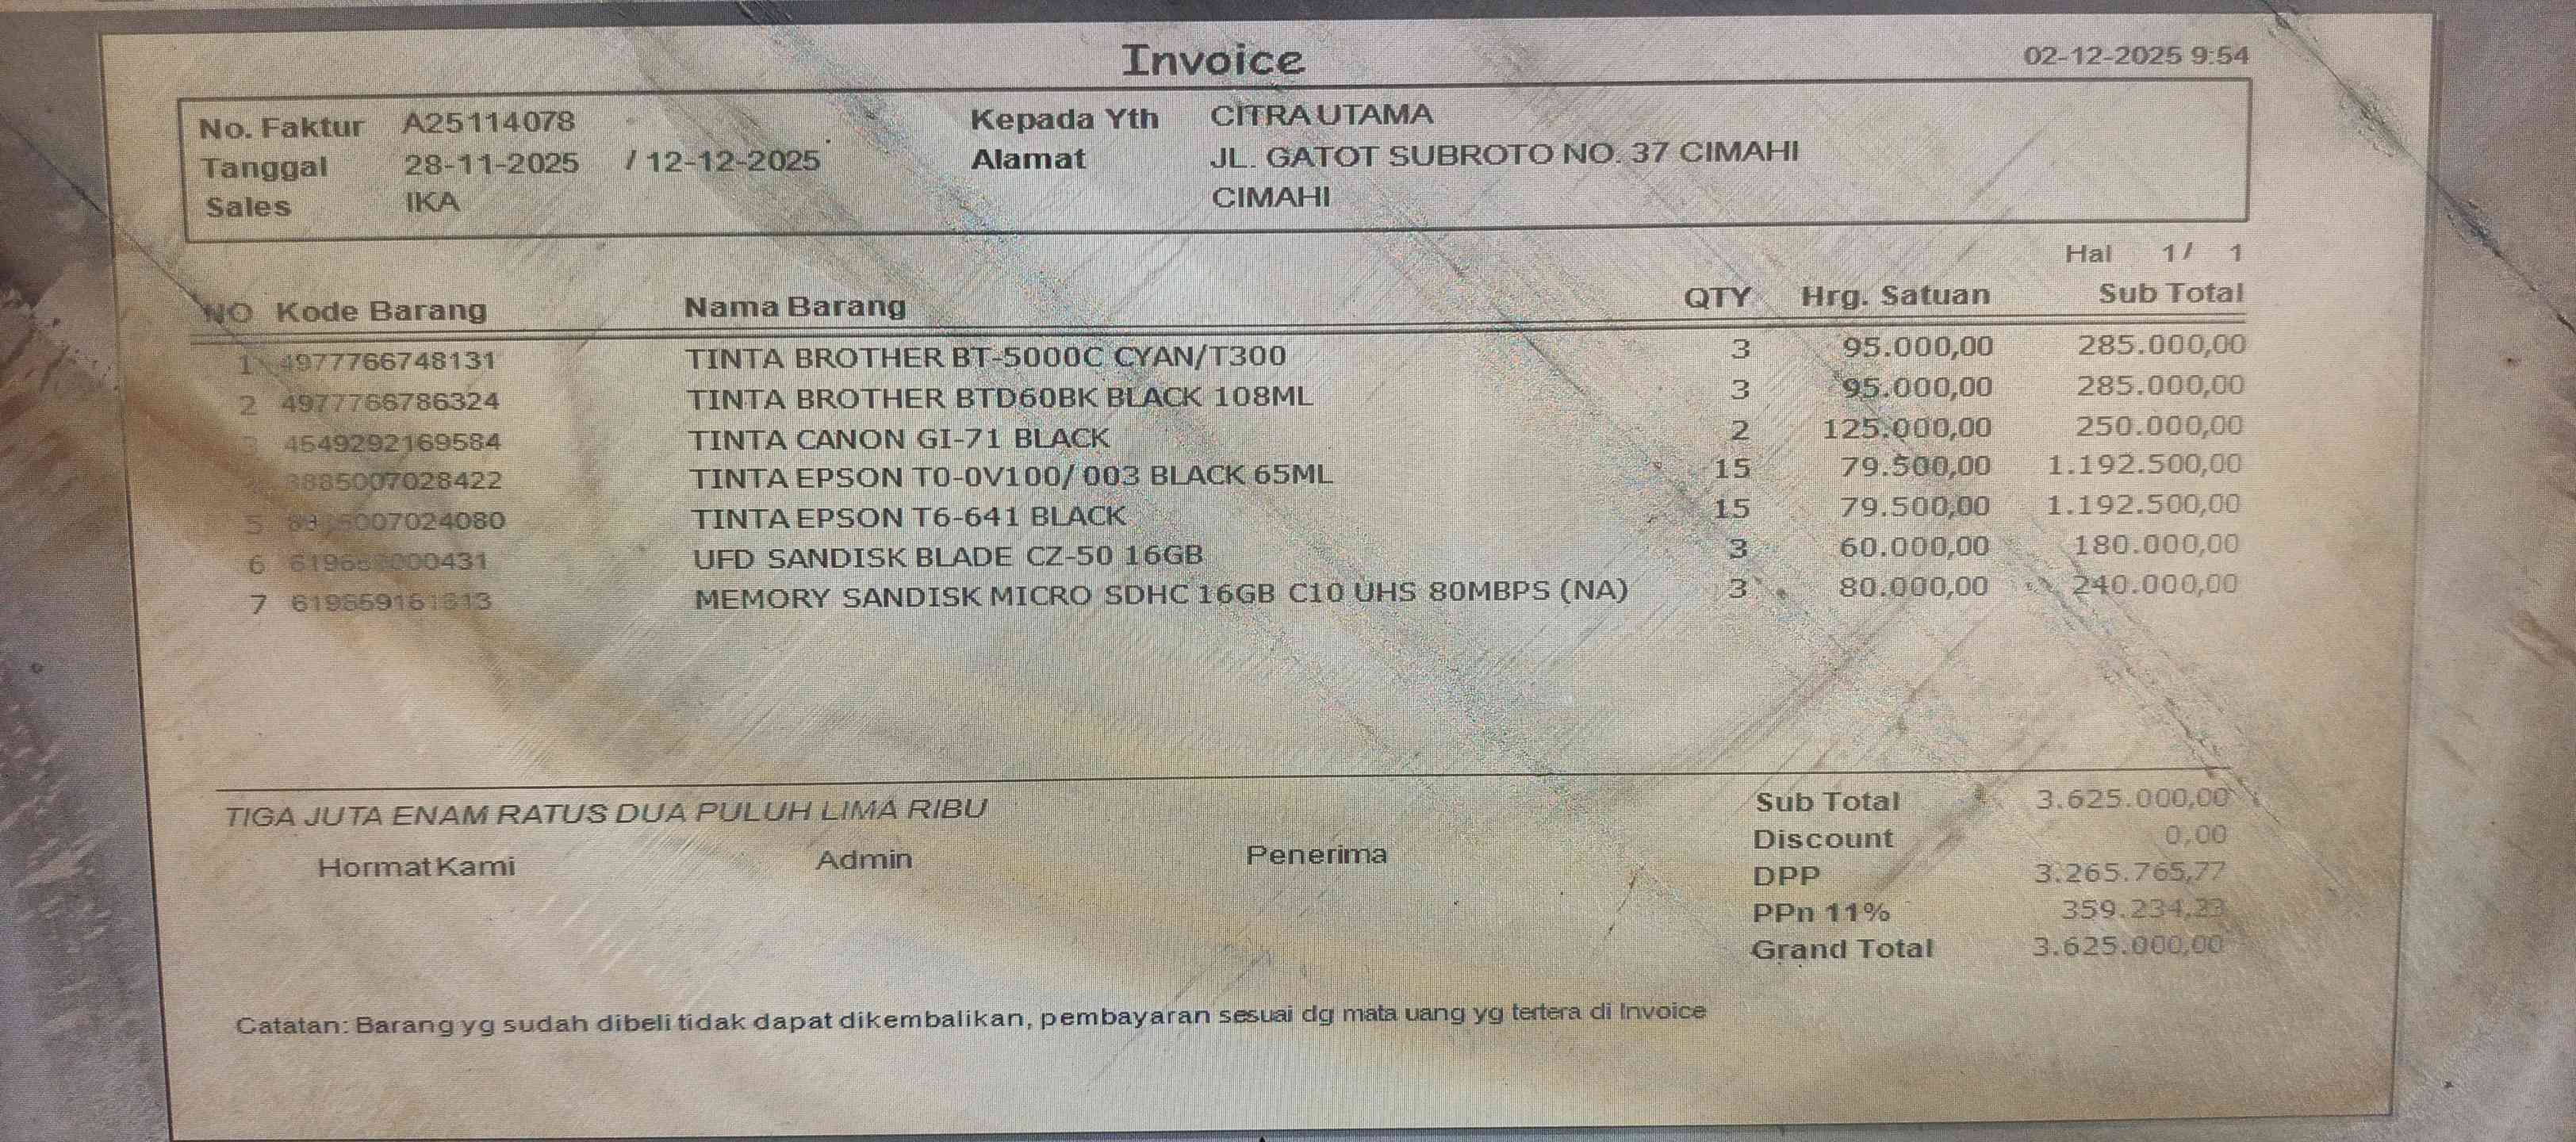 Invoice
02-12-2025 9:54
No. Faktur A25114078 Kepada Yth CITRA UTAMA
Tanggal 28-11-2025 / 12-12-2025 Alamat JL. GATOT SUBROTO NO. 37 CIMAHI
Sales IKA CIMAHI
Hal 1/ 1
NO Kode Barang Nama Barang QTY Hrg. Satuan Sub Total
1 4977766748131 TINTA BROTHER BT-5000C CYAN/T300 3 95.000,00 285.000,00
2 4977766786324 TINTA BROTHER BTD60BK BLACK 108ML 3 95.000,00 285.000,00
3 4549292169584 TINTA CANON GI-71 BLACK 2 125.000,00 250.000,00
TINTA EPSON T0-0V100/ 003 BLACK 65ML 15 79.500,00 1.192.500,00
5 TINTA EPSON T6-641 BLACK 15 79.500,00 1.192.500,00
6 UFD SANDISK BLADE CZ-50 16GB 3 60.000,00 180.000,00
7 MEMORY SANDISK MICRO SDHC 16GB C10 UHS 80MBPS (NA) 3 80.000,00 240.000,00
TIGA JUTA ENAM RATUS DUA PULUH LIMA RIBU
Hormat Kami Admin Penerima
Sub Total 3.625.000,00
Discount 0,00
DPP 3.265.765,77
PPn 11% 359.234,23
Grand Total 3.625.000,00
Catatan: Barang yg sudah dibeli tidak dapat dikembalikan, pembayaran sesuai dg mata uang yg tertera di Invoice